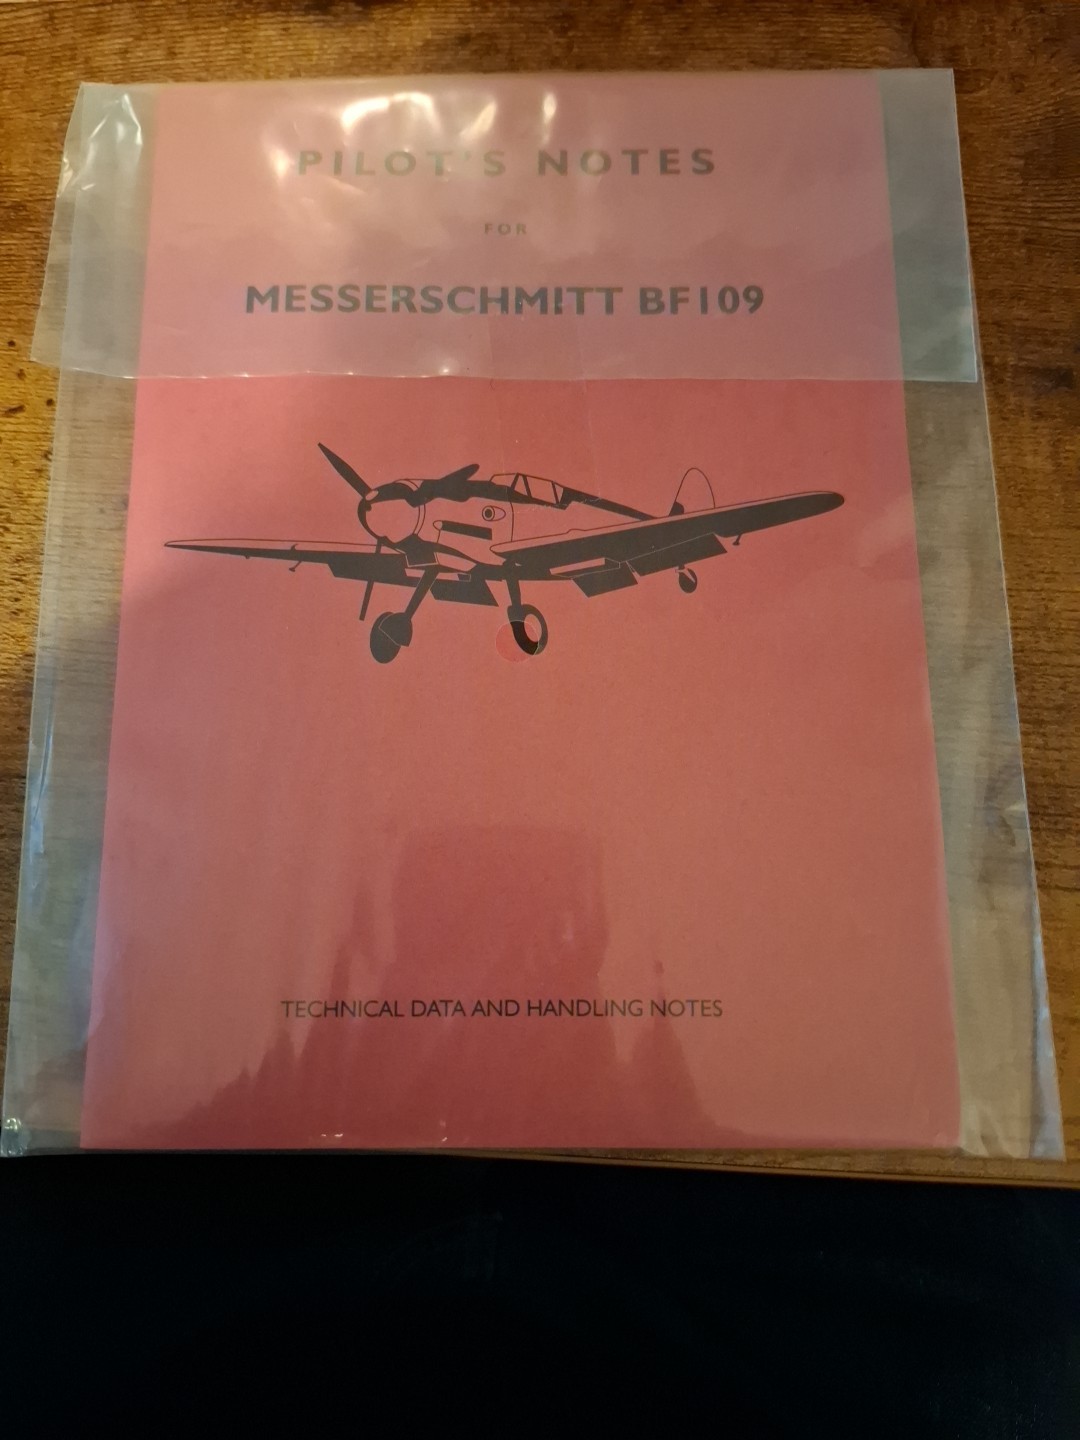 PILOT'S NOTES
FOR
MESSERSCHMITT BF109
TECHNICAL DATA AND HANDLING NOTES